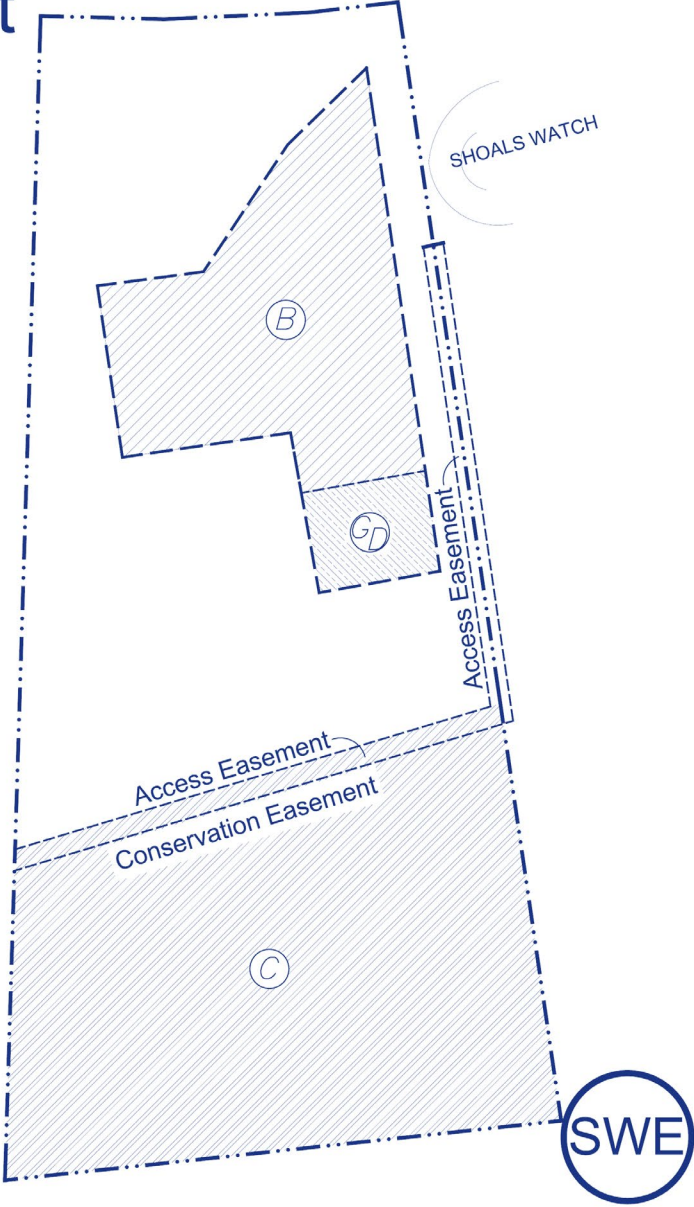 t
SHOALS WATCH
B
GD
Access Easement
Access Easement
Conservation Easement
C
SWE